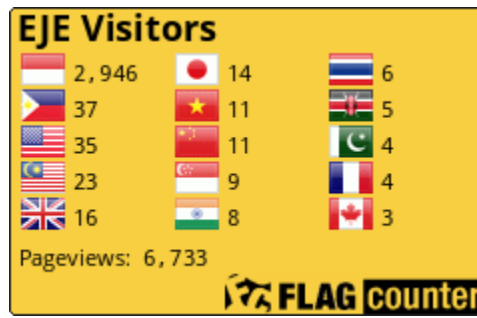 EJE Visitors
2,946 14 6
37 11 5
35 11 4
23 9 4
16 8 3
Pageviews: 6,733
FLAG counter